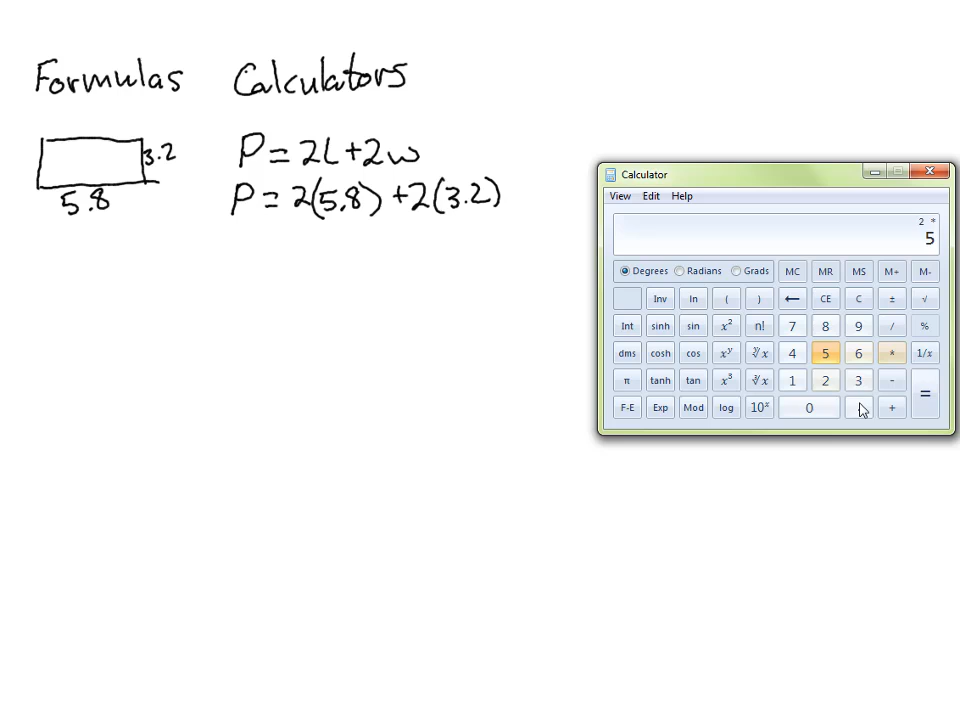 Formulas Calculators
3.2
5.8
P = 2L + 2w
P = 2(5.8) + 2(3.2)
Calculator
View Edit Help
2 *
5
Degrees Radians Grads MC MR MS M+ M-
Inv ln ( ) ← CE C ± √
Int sinh sin x² n! 7 8 9 / %
dms cosh cos xʸ ʸ√x 4 5 6 * 1/x
π tanh tan x³ ³√x 1 2 3 - =
F-E Exp Mod log 10ˣ 0 +